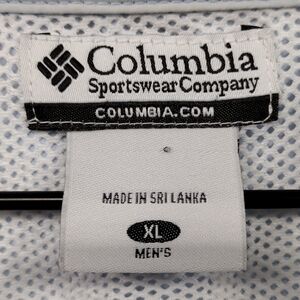 Columbia
Sportswear Company
COLUMBIA.COM
MADE IN SRI LANKA
XL
MEN'S